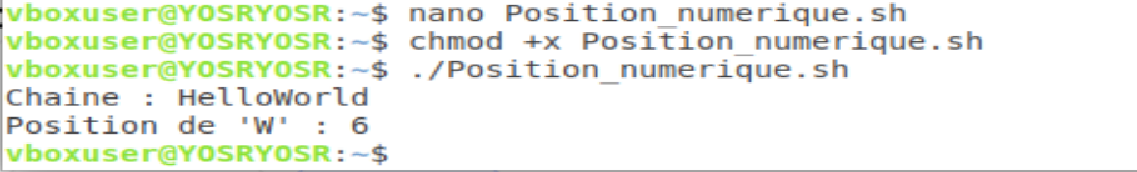 vboxuser@YOSRYOSR:~$ nano Position_numerique.sh
vboxuser@YOSRYOSR:~$ chmod +x Position_numerique.sh
vboxuser@YOSRYOSR:~$ ./Position_numerique.sh
Chaine : HelloWorld
Position de 'W' : 6
vboxuser@YOSRYOSR:~$